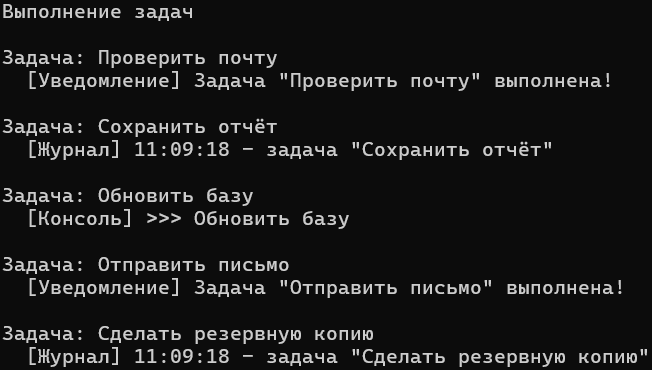 Выполнение задач
Задача: Проверить почту
[Уведомление] Задача "Проверить почту" выполнена!
Задача: Сохранить отчёт
[Журнал] 11:09:18 - задача "Сохранить отчёт"
Задача: Обновить базу
[Консоль] >>> Обновить базу
Задача: Отправить письмо
[Уведомление] Задача "Отправить письмо" выполнена!
Задача: Сделать резервную копию
[Журнал] 11:09:18 - задача "Сделать резервную копию"